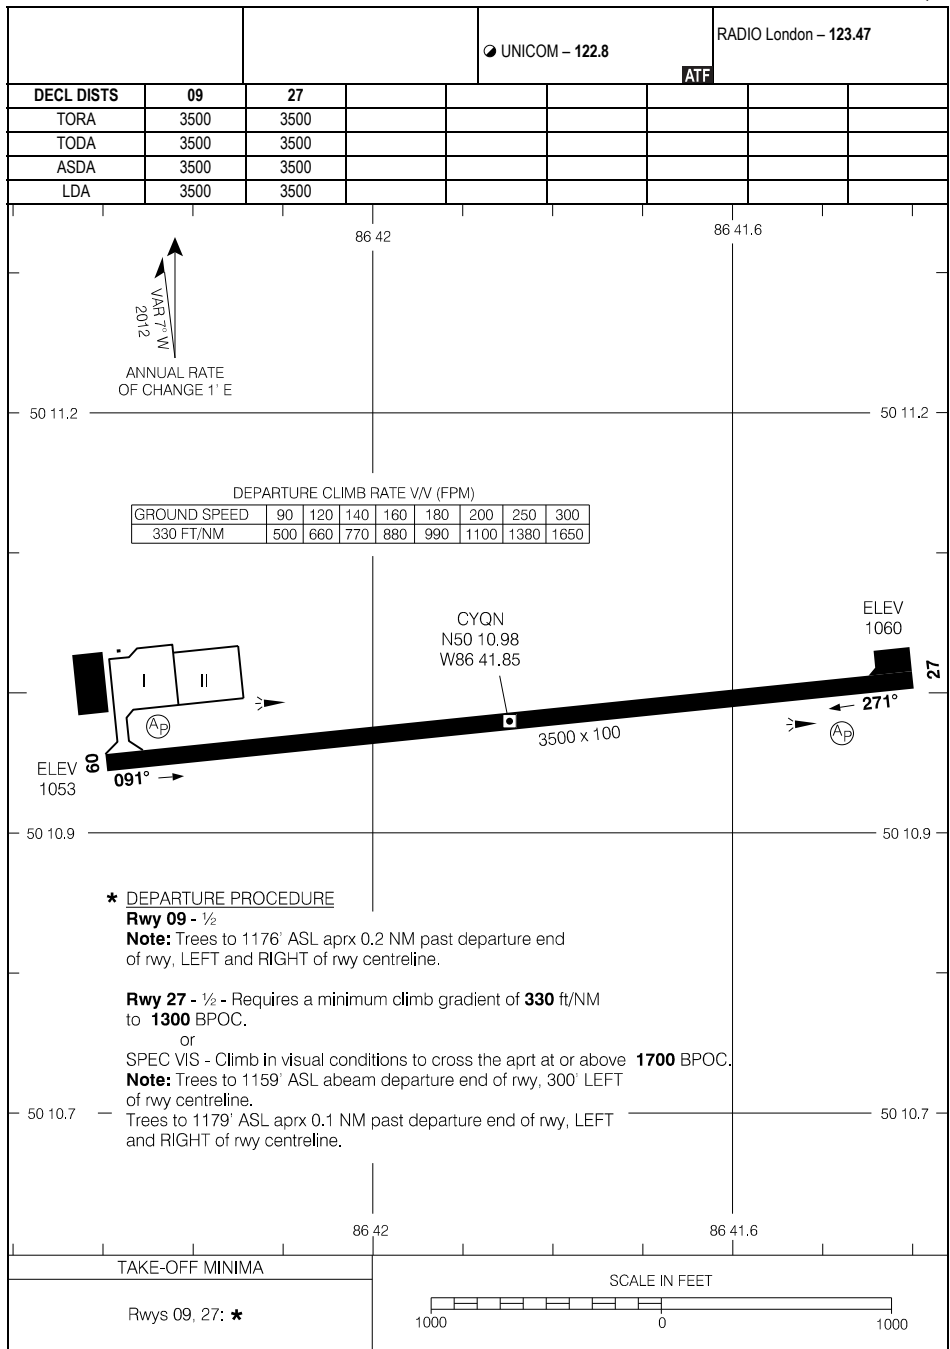 UNICOM – 122.8
ATF
RADIO London – 123.47
DECL DISTS 09 27
TORA 3500 3500
TODA 3500 3500
ASDA 3500 3500
LDA 3500 3500
86 42 86 41.6
VAR 7° W
2012
ANNUAL RATE
OF CHANGE 1' E
50 11.2 50 11.2
DEPARTURE CLIMB RATE V/V (FPM)
GROUND SPEED 90 120 140 160 180 200 250 300
330 FT/NM 500 660 770 880 990 1100 1380 1650
CYQN
N50 10.98
W86 41.85
ELEV
1060
27
I II
AP
271°
AP
3500 x 100
09
ELEV
1053
091°
50 10.9 50 10.9
* DEPARTURE PROCEDURE
Rwy 09 - ½
Note: Trees to 1176' ASL aprx 0.2 NM past departure end
of rwy, LEFT and RIGHT of rwy centreline.
Rwy 27 - ½ - Requires a minimum climb gradient of 330 ft/NM
to 1300 BPOC.
or
SPEC VIS - Climb in visual conditions to cross the aprt at or above 1700 BPOC.
Note: Trees to 1159' ASL abeam departure end of rwy, 300' LEFT
of rwy centreline.
50 10.7 Trees to 1179' ASL aprx 0.1 NM past departure end of rwy, LEFT 50 10.7
and RIGHT of rwy centreline.
86 42 86 41.6
TAKE-OFF MINIMA
Rwys 09, 27: *
SCALE IN FEET
1000 0 1000